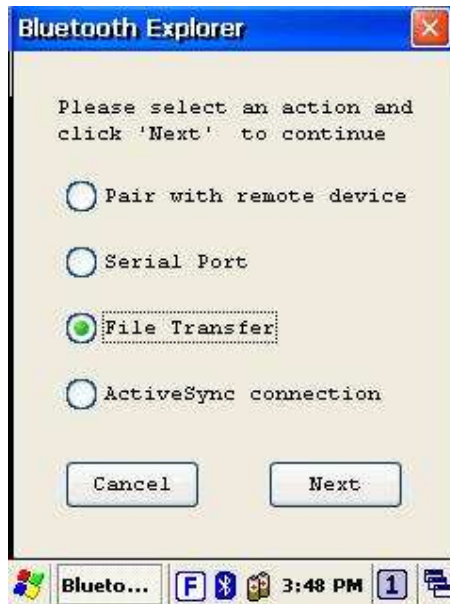 Bluetooth Explorer
Please select an action and
click 'Next' to continue
Pair with remote device
Serial Port
File Transfer
ActiveSync connection
Cancel
Next
Blueto...
F
3:48 PM
1